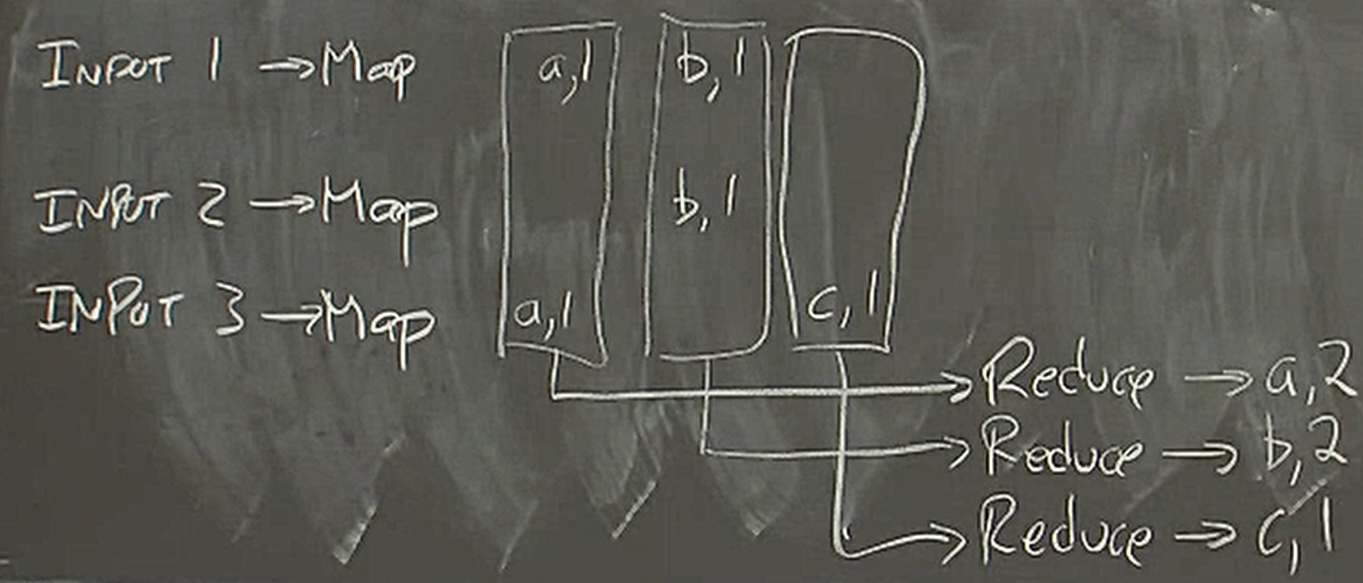 INPUT 1 → Map a,1 b,1
INPUT 2 → Map b,1
INPUT 3 → Map a,1 c,1
Reduce → a,2
Reduce → b,2
Reduce → c,1